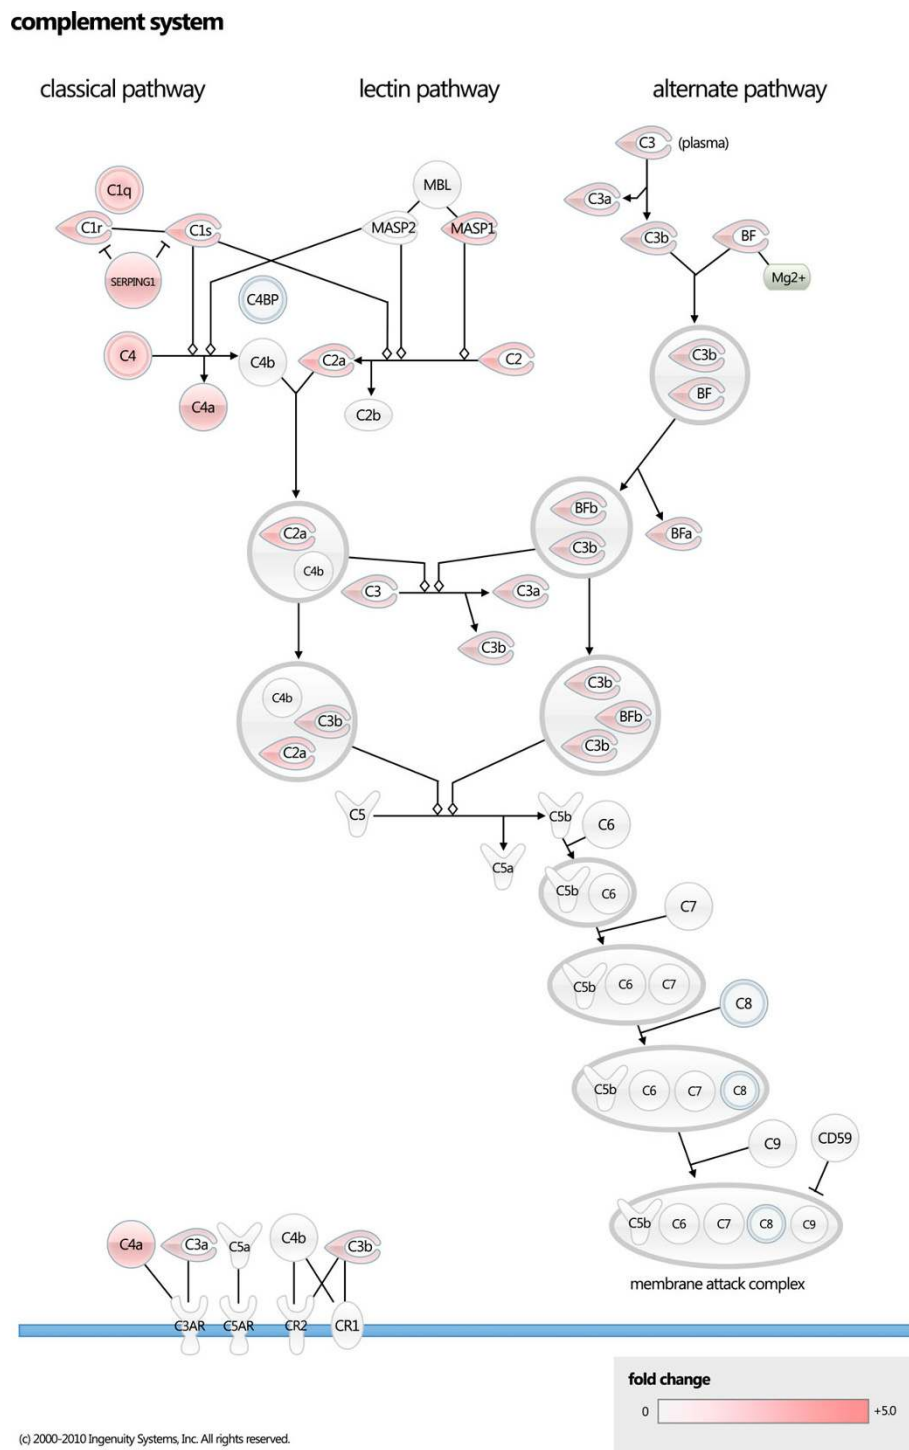 complement system
classical pathway
lectin pathway
alternate pathway
C3 (plasma)
C1q
MBL
C3a
C1r
C1s
MASP2
MASP1
C3b
BF
SERPING1
Mg2+
C4BP
C4
C4b
C2a
C2
C3b
BF
C4a
C2b
BFb
C2a
C3b
BFa
C4b
C3
C3a
C3b
C4b
C3b
C3b
BFb
C2a
C3b
C5
C5b
C6
C5a
C5b
C6
C7
C5b
C6
C7
C8
C5b
C6
C7
C8
C9
CD59
C5b
C6
C7
C8
C9
membrane attack complex
C4a
C3a
C5a
C4b
C3b
C3AR
C5AR
CR2
CR1
fold change
0
+5.0
(c) 2000-2010 Ingenuity Systems, Inc. All rights reserved.